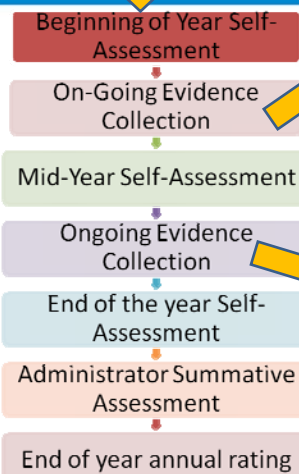 Beginning of Year Self-
Assessment
On-Going Evidence
Collection
Mid-Year Self-Assessment
Ongoing Evidence
Collection
End of the year Self-
Assessment
Administrator Summative
Assessment
End of year annual rating